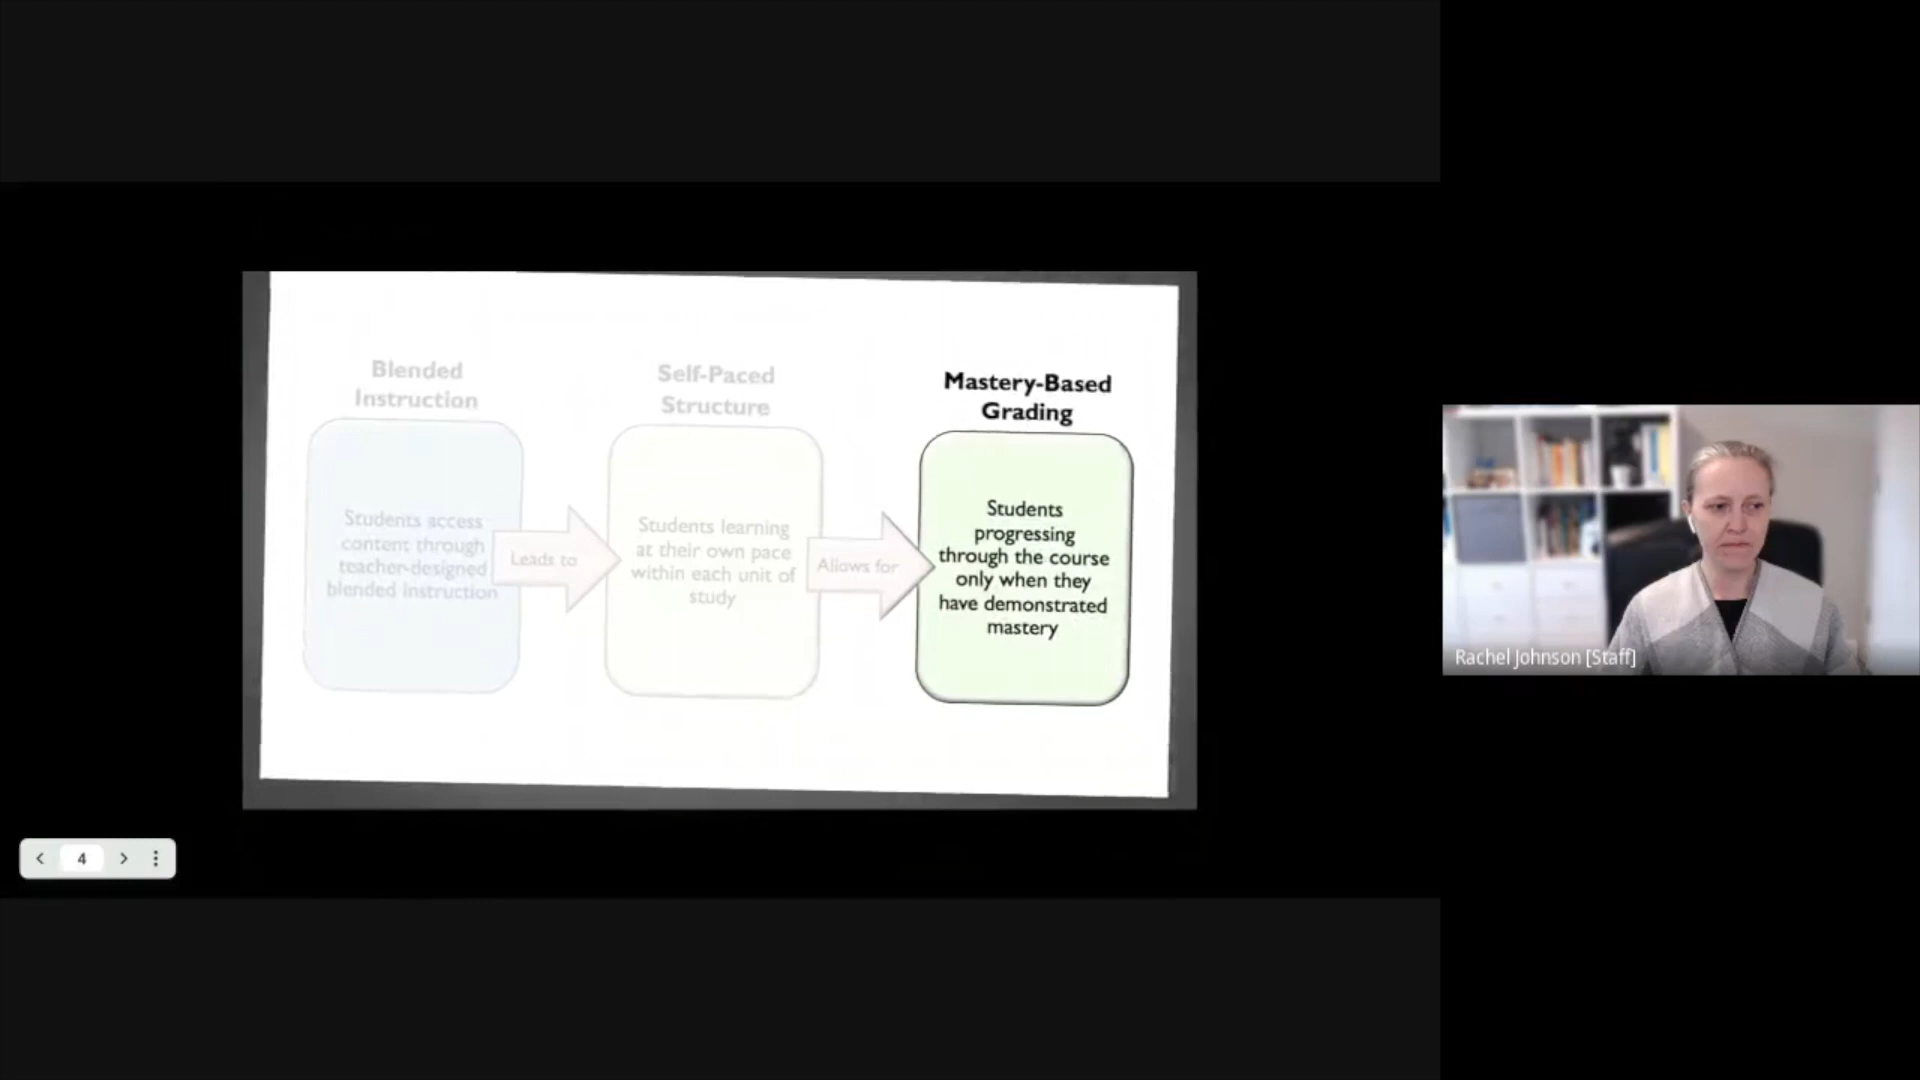 Blended
Instruction
Students access
content through
teacher-designed
blended instruction
Leads to
Self-Paced
Structure
Students learning
at their own pace
within each unit of
study
Allows for
Mastery-Based
Grading
Students
progressing
through the course
only when they
have demonstrated
mastery
Rachel Johnson [Staff]
4